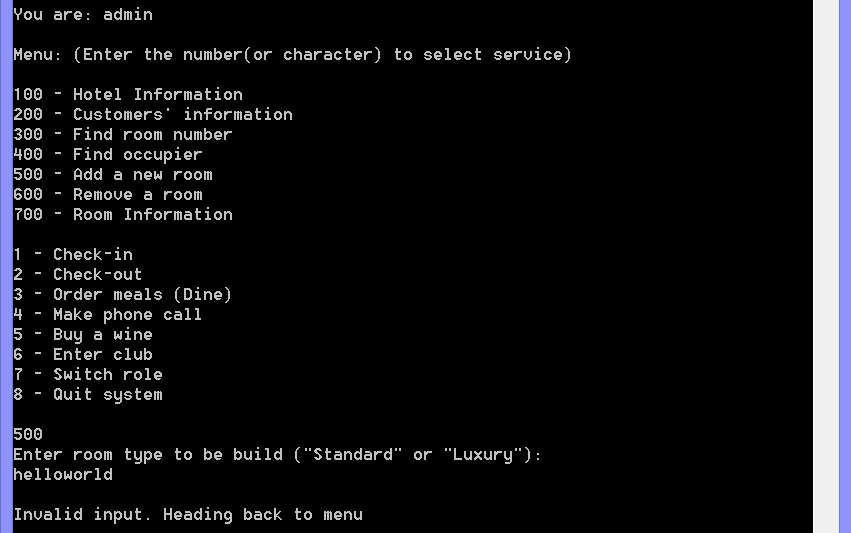 You are: admin
Menu: (Enter the number(or character) to select service)
100 - Hotel Information
200 - Customers' information
300 - Find room number
400 - Find occupier
500 - Add a new room
600 - Remove a room
700 - Room Information
1 - Check-in
2 - Check-out
3 - Order meals (Dine)
4 - Make phone call
5 - Buy a wine
6 - Enter club
7 - Switch role
8 - Quit system
500
Enter room type to be build ("Standard" or "Luxury"):
helloworld
Invalid input. Heading back to menu